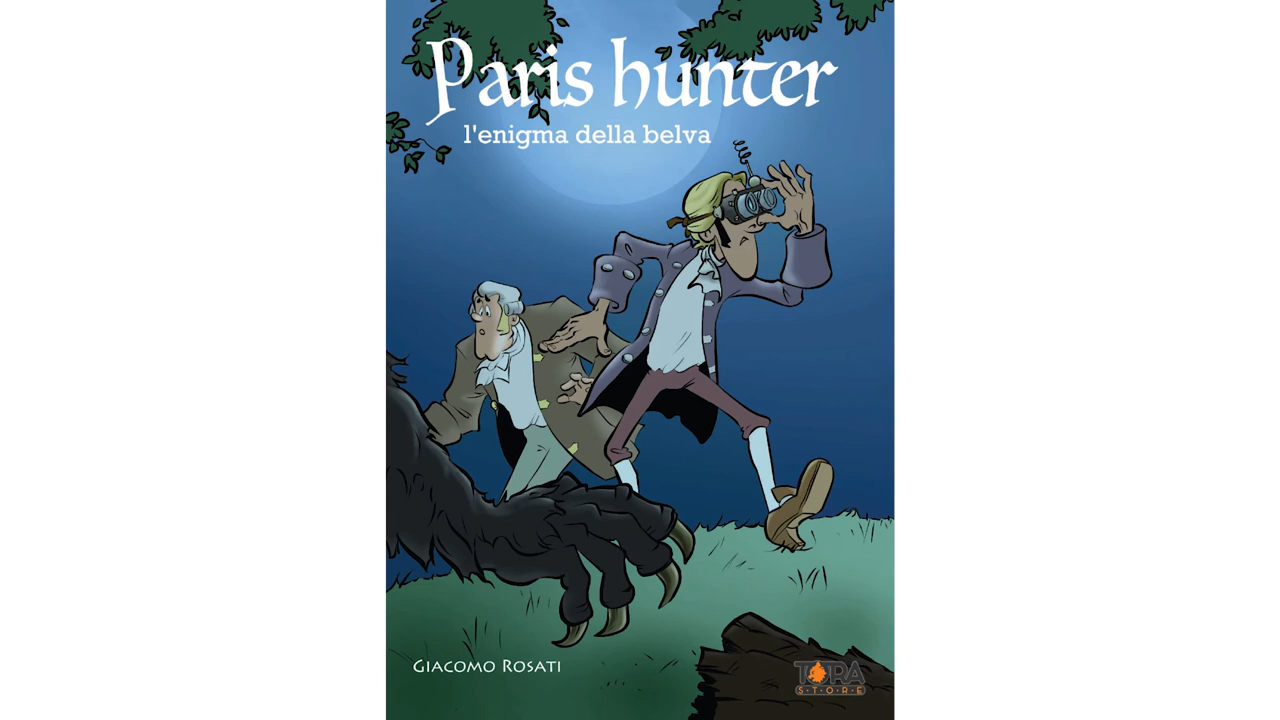 Paris hunter
l'enigma della belva
Giacomo Rosati
TORA
STORE